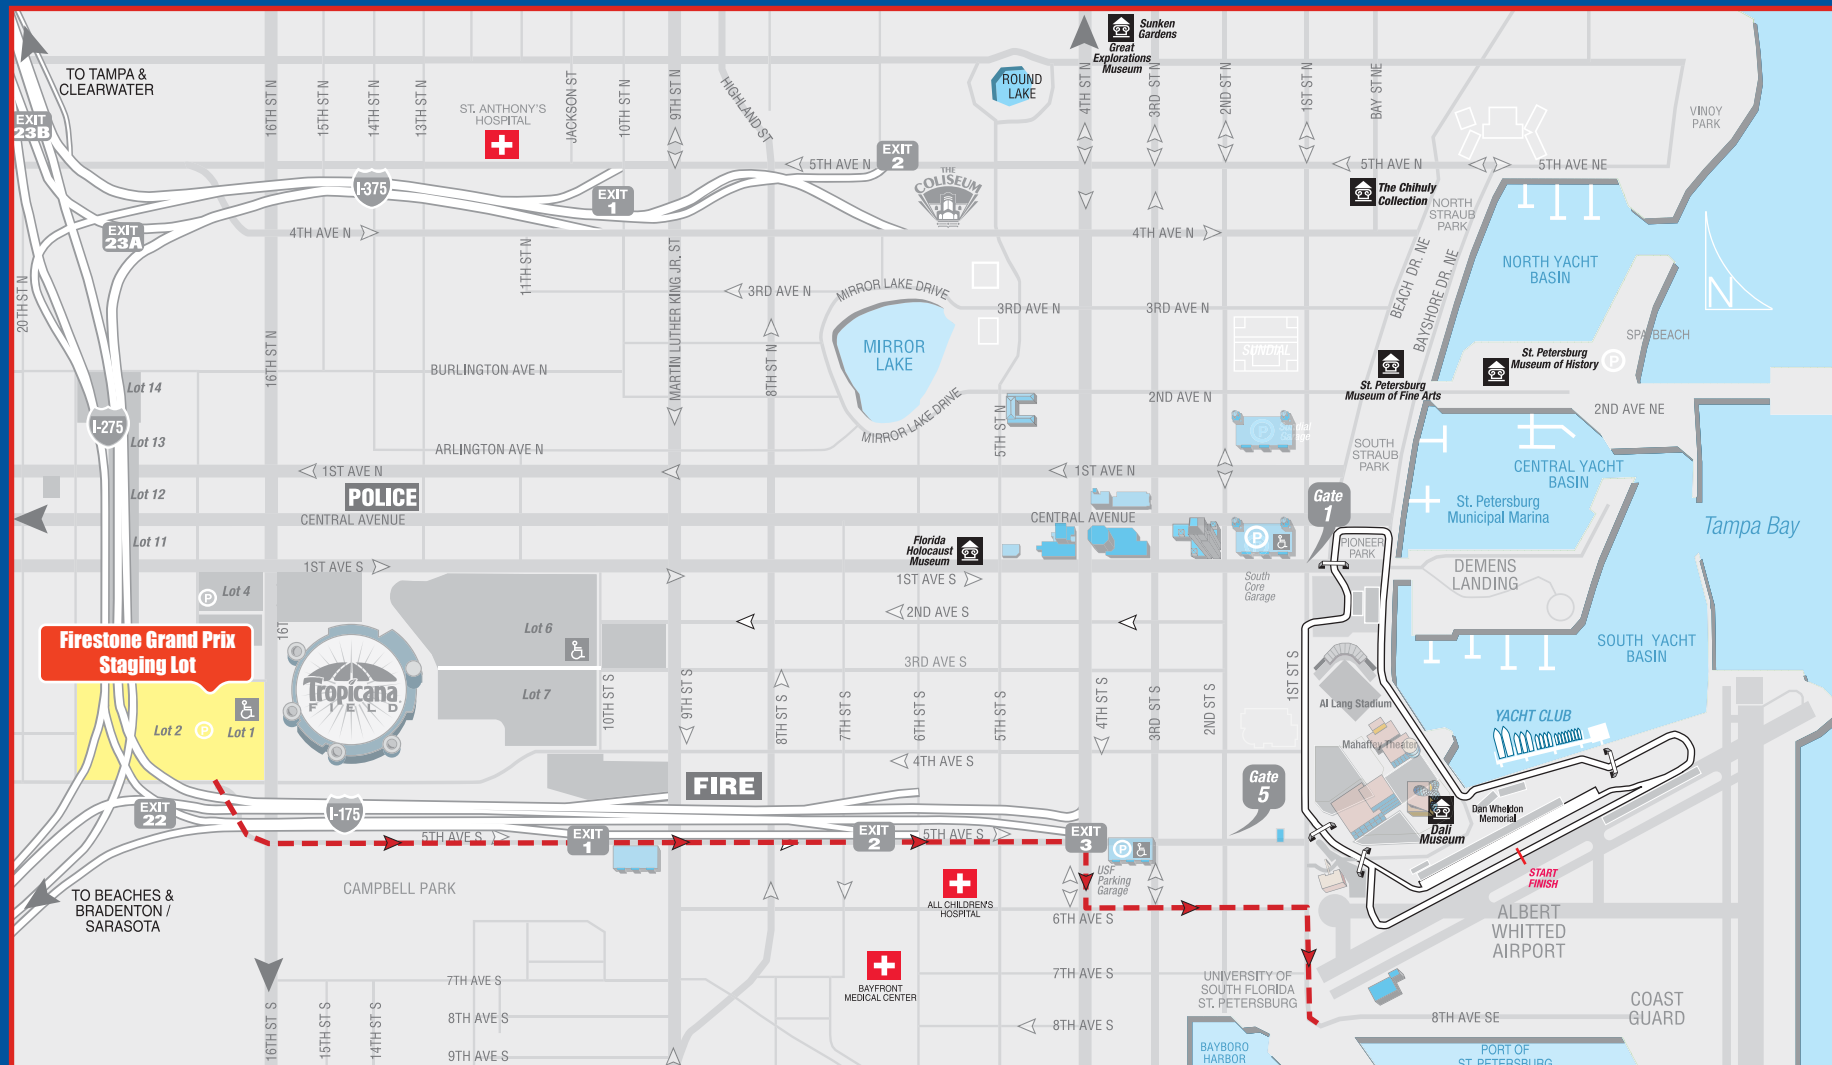 TO TAMPA &
CLEARWATER
EXIT
23B
16TH ST N
15TH ST N
14TH ST N
13TH ST N
ST. ANTHONY'S
HOSPITAL
JACKSON ST
10TH ST N
9TH ST N
HIGHLAND ST
ROUND
LAKE
4TH ST N
Sunken
Gardens
Great
Explorations
Museum
3RD ST N
2ND ST N
1ST ST N
BAY ST NE
VINOY
PARK
5TH AVE N
EXIT
2
5TH AVE N
5TH AVE NE
I-375
EXIT
1
THE
COLISEUM
The Chihuly
Collection
NORTH
STRAUB
PARK
EXIT
23A
4TH AVE N
4TH AVE N
11TH ST N
MARTIN LUTHER KING JR. ST
20TH ST N
3RD AVE N
MIRROR LAKE DRIVE
3RD AVE N
3RD AVE N
BEACH DR. NE
BAYSHORE DR. NE
NORTH YACHT
BASIN
N
16TH ST N
8TH ST N
MIRROR
LAKE
SUNDIAL
SPA BEACH
St. Petersburg
Museum of History
P
BURLINGTON AVE N
St. Petersburg
Museum of Fine Arts
Lot 14
I-275
MIRROR LAKE DRIVE
5TH ST N
2ND AVE N
2ND AVE NE
P
Sundial
Garage
Lot 13
ARLINGTON AVE N
SOUTH
STRAUB
PARK
1ST AVE N
1ST AVE N
CENTRAL YACHT
BASIN
Lot 12
POLICE
Gate
1
St. Petersburg
Municipal Marina
Tampa Bay
CENTRAL AVENUE
CENTRAL AVENUE
Lot 11
Florida
Holocaust
Museum
P
PIONEER
PARK
1ST AVE S
1ST AVE S
South
Core
Garage
DEMENS
LANDING
P
Lot 4
2ND AVE S
Firestone Grand Prix
Staging Lot
16T
Lot 6
SOUTH YACHT
BASIN
3RD AVE S
Tropicana
FIELD
Lot 7
10TH ST S
9TH ST S
8TH ST S
7TH ST S
6TH ST S
5TH ST S
4TH ST S
3RD ST S
2ND ST S
1ST ST S
Al Lang Stadium
YACHT CLUB
Lot 2
P
Lot 1
Mahaffey Theater
4TH AVE S
FIRE
Gate
5
EXIT
22
I-175
5TH AVE S
EXIT
1
EXIT
2
5TH AVE S
EXIT
3
P
Dali
Museum
Dan Wheldon
Memorial
USF
Parking
Garage
START
FINISH
TO BEACHES &
BRADENTON /
SARASOTA
CAMPBELL PARK
ALL CHILDREN'S
HOSPITAL
6TH AVE S
ALBERT
WHITTED
AIRPORT
7TH AVE S
BAYFRONT
MEDICAL CENTER
7TH AVE S
UNIVERSITY OF
SOUTH FLORIDA
ST. PETERSBURG
COAST
GUARD
16TH ST S
15TH ST S
14TH ST S
8TH AVE S
8TH AVE S
8TH AVE SE
9TH AVE S
BAYBORO
HARBOR
PORT OF
ST. PETERSBURG